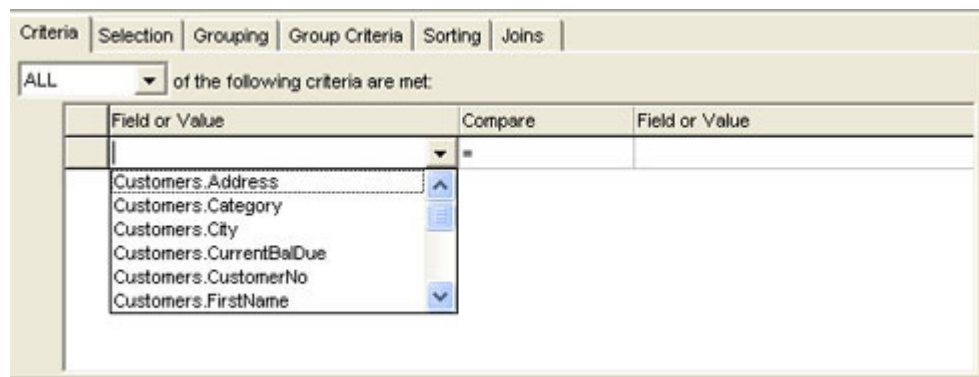 Criteria Selection Grouping Group Criteria Sorting Joins
ALL of the following criteria are met:
Field or Value Compare Field or Value
=
Customers.Address
Customers.Category
Customers.City
Customers.CurrentBalDue
Customers.CustomerNo
Customers.FirstName